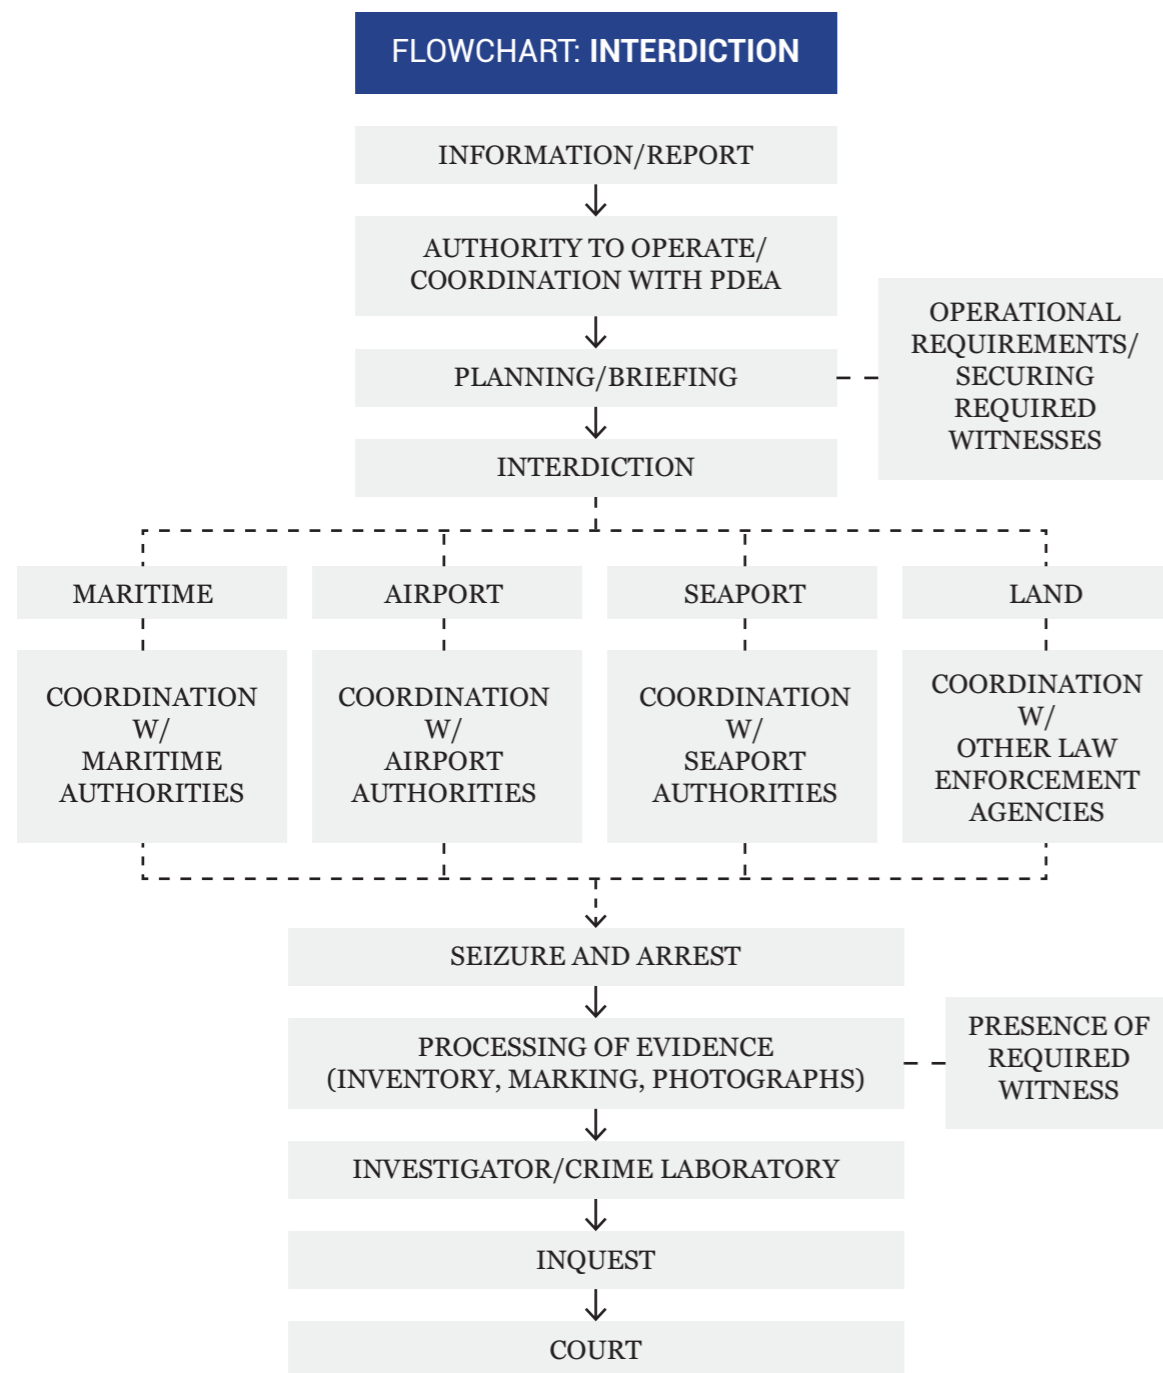 FLOWCHART: INTERDICTION
INFORMATION/REPORT
AUTHORITY TO OPERATE/
COORDINATION WITH PDEA
PLANNING/BRIEFING
OPERATIONAL
REQUIREMENTS/
SECURING
REQUIRED
WITNESSES
INTERDICTION
MARITIME
AIRPORT
SEAPORT
LAND
COORDINATION
W/
MARITIME
AUTHORITIES
COORDINATION
W/
AIRPORT
AUTHORITIES
COORDINATION
W/
SEAPORT
AUTHORITIES
COORDINATION
W/
OTHER LAW
ENFORCEMENT
AGENCIES
SEIZURE AND ARREST
PROCESSING OF EVIDENCE
(INVENTORY, MARKING, PHOTOGRAPHS)
PRESENCE OF
REQUIRED
WITNESS
INVESTIGATOR/CRIME LABORATORY
INQUEST
COURT